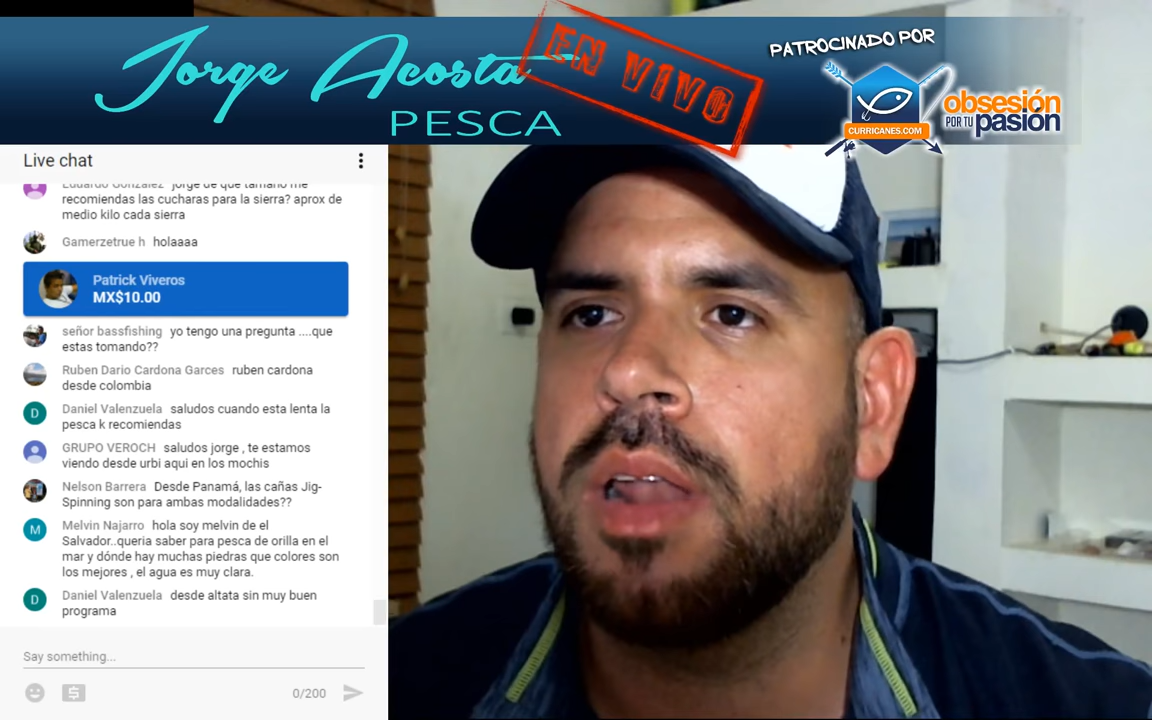 Jorge Acosta
PESCA
EN VIVO
PATROCINADO POR
CURRICANES.COM
obsesión
POR TU pasión
Live chat
Eduardo Gonzalez jorge de que tamaño me
recomiendas las cucharas para la sierra? aprox de
medio kilo cada sierra
Gamerzetrue h holaaaa
Patrick Viveros
MX$10.00
señor bassfishing yo tengo una pregunta ....que
estas tomando??
Ruben Dario Cardona Garces ruben cardona
desde colombia
D Daniel Valenzuela saludos cuando esta lenta la
pesca k recomiendas
GRUPO VEROCH saludos jorge , te estamos
viendo desde urbi aqui en los mochis
Nelson Barrera Desde Panamá, las cañas Jig-
Spinning son para ambas modalidades??
M Melvin Najarro hola soy melvin de el
Salvador..queria saber para pesca de orilla en el
mar y dónde hay muchas piedras que colores son
los mejores , el agua es muy clara.
D Daniel Valenzuela desde altata sin muy buen
programa
Say something...
$ 0/200